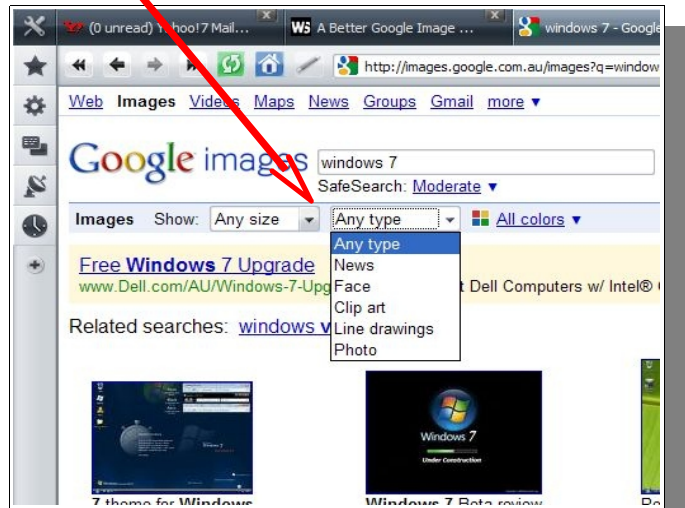 (0 unread) Yahoo!7 Mail... W5 A Better Google Image ... windows 7 - Google
http://images.google.com.au/images?q=window
Web Images Videos Maps News Groups Gmail more ▼
Google images windows 7
SafeSearch: Moderate ▼
Images Show: Any size Any type All colors ▼
Any type
News
Face
Clip art
Line drawings
Photo
Free Windows 7 Upgrade
www.Dell.com/AU/Windows-7-Upg Dell Computers w/ Intel®
Related searches: windows v
Windows 7
Under Construction
7 theme for Windows Windows 7 Beta review